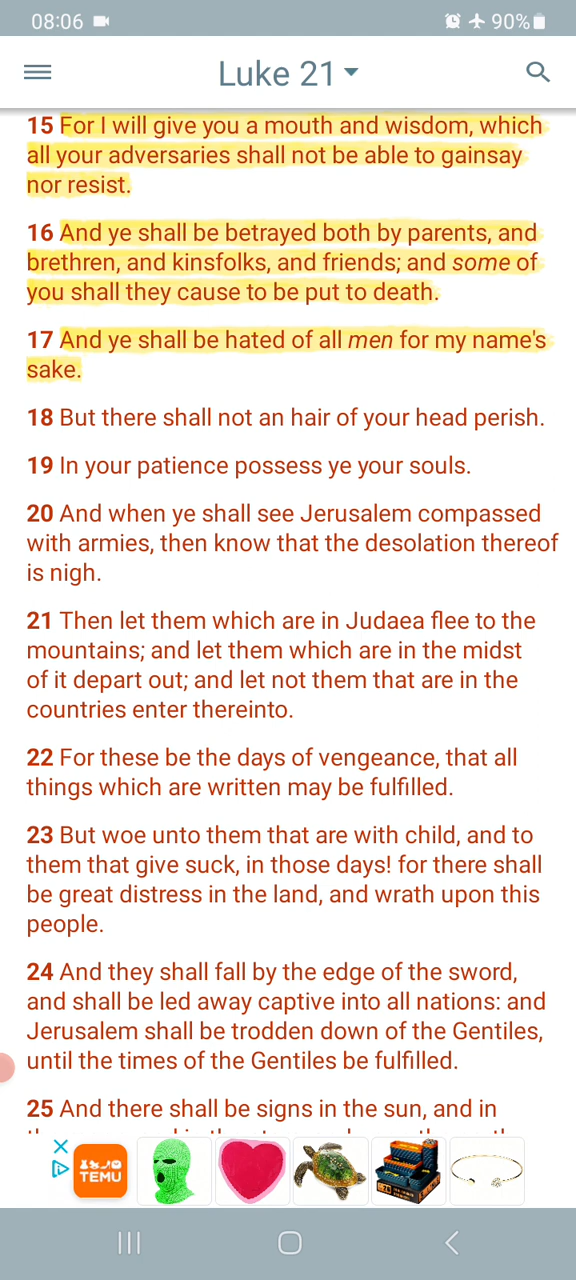 08:06
90%
Luke 21
15 For I will give you a mouth and wisdom, which
all your adversaries shall not be able to gainsay
nor resist.
16 And ye shall be betrayed both by parents, and
brethren, and kinsfolks, and friends; and some of
you shall they cause to be put to death.
17 And ye shall be hated of all men for my name's
sake.
18 But there shall not an hair of your head perish.
19 In your patience possess ye your souls.
20 And when ye shall see Jerusalem compassed
with armies, then know that the desolation thereof
is nigh.
21 Then let them which are in Judaea flee to the
mountains; and let them which are in the midst
of it depart out; and let not them that are in the
countries enter thereinto.
22 For these be the days of vengeance, that all
things which are written may be fulfilled.
23 But woe unto them that are with child, and to
them that give suck, in those days! for there shall
be great distress in the land, and wrath upon this
people.
24 And they shall fall by the edge of the sword,
and shall be led away captive into all nations: and
Jerusalem shall be trodden down of the Gentiles,
until the times of the Gentiles be fulfilled.
25 And there shall be signs in the sun, and in
TEMU